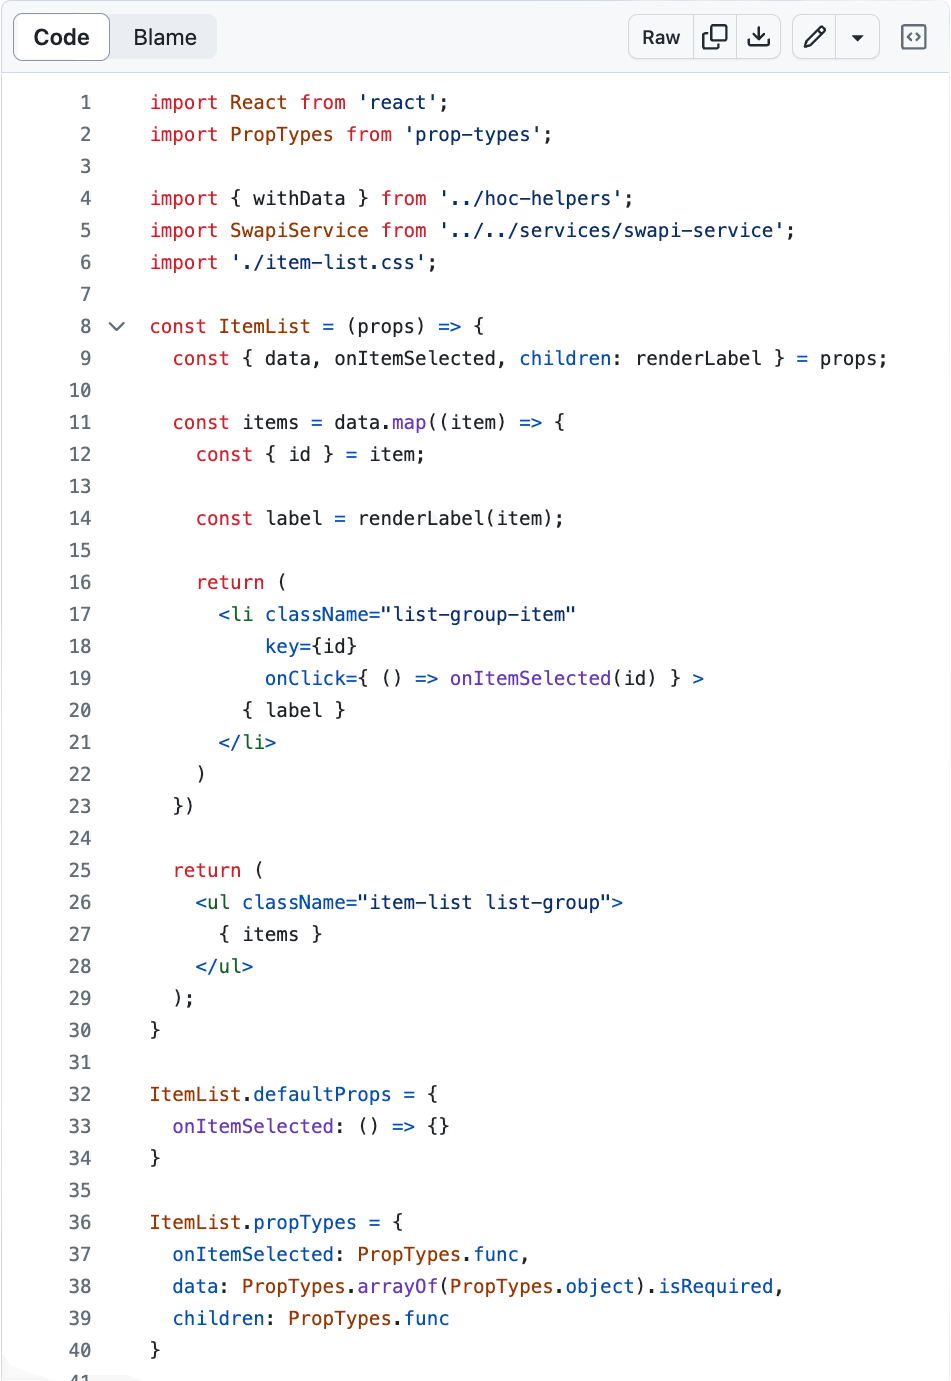 Code Blame Raw
1 import React from 'react';
2 import PropTypes from 'prop-types';
3
4 import { withData } from '../hoc-helpers';
5 import SwapiService from '../../services/swapi-service';
6 import './item-list.css';
7
8 const ItemList = (props) => {
9   const { data, onItemSelected, children: renderLabel } = props;
10
11   const items = data.map((item) => {
12     const { id } = item;
13
14     const label = renderLabel(item);
15
16     return (
17       <li className="list-group-item"
18           key={id}
19           onClick={ () => onItemSelected(id) } >
20         { label }
21       </li>
22     )
23   })
24
25   return (
26     <ul className="item-list list-group">
27       { items }
28     </ul>
29   );
30 }
31
32 ItemList.defaultProps = {
33   onItemSelected: () => {}
34 }
35
36 ItemList.propTypes = {
37   onItemSelected: PropTypes.func,
38   data: PropTypes.arrayOf(PropTypes.object).isRequired,
39   children: PropTypes.func
40 }
41